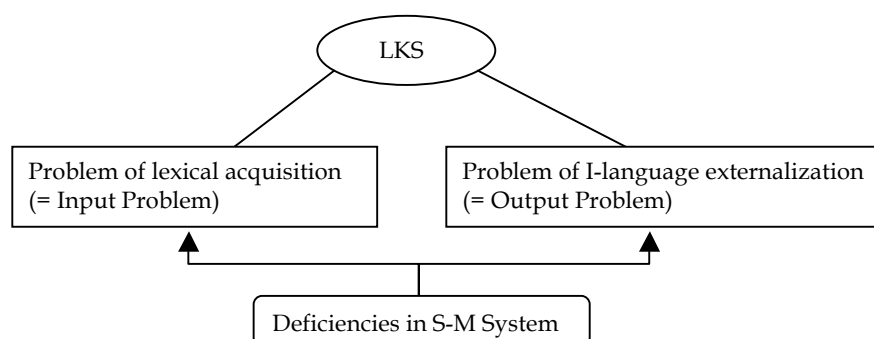 LKS
Problem of lexical acquisition
(= Input Problem)
Problem of I-language externalization
(= Output Problem)
Deficiencies in S-M System